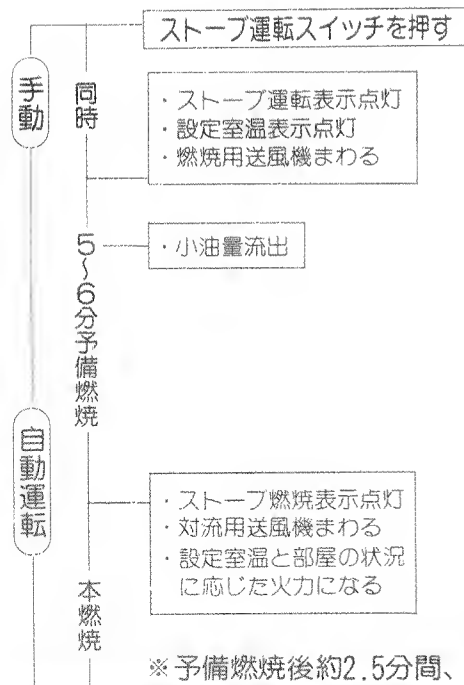 ストーブ運転スイッチを押す
手動
同時
・ストーブ運転表示点灯
・設定室温表示点灯
・燃焼用送風機まわる
5〜6分予備燃焼
・小油量流出
自動運転
・ストーブ燃焼表示点灯
・対流用送風機まわる
・設定室温と部屋の状況
に応じた火力になる
本燃焼
※予備燃焼後約2.5分間、